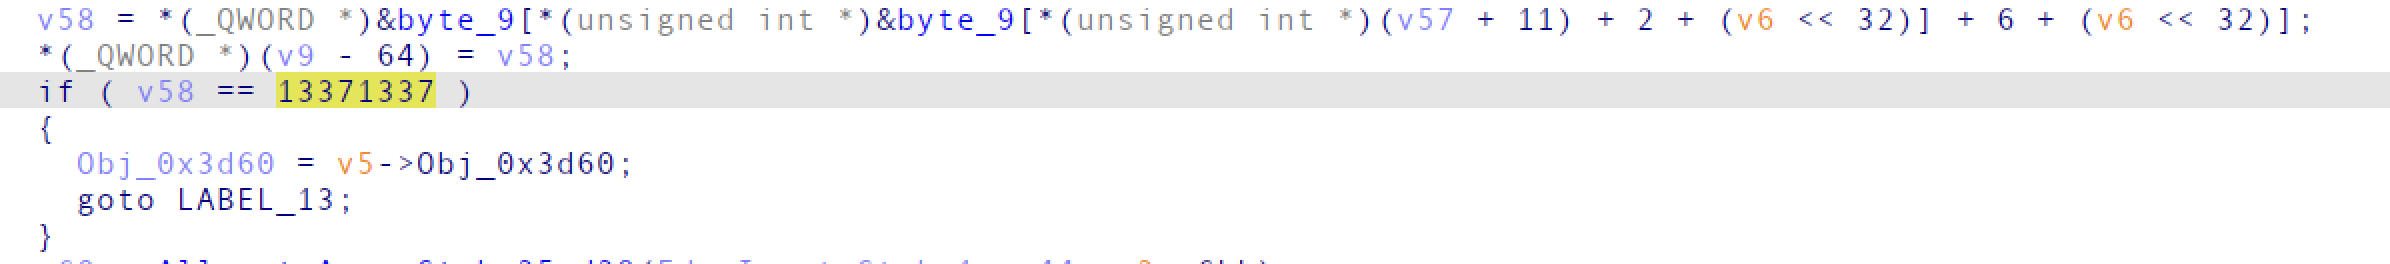 v58 = *(_QWORD *)&byte_9[*(unsigned int *)&byte_9[*(unsigned int *)(v57 + 11) + 2 + (v6 << 32)] + 6 + (v6 << 32)];
*(_QWORD *)(v9 - 64) = v58;
if ( v58 == 13371337 )
{
Obj_0x3d60 = v5->Obj_0x3d60;
goto LABEL_13;
}